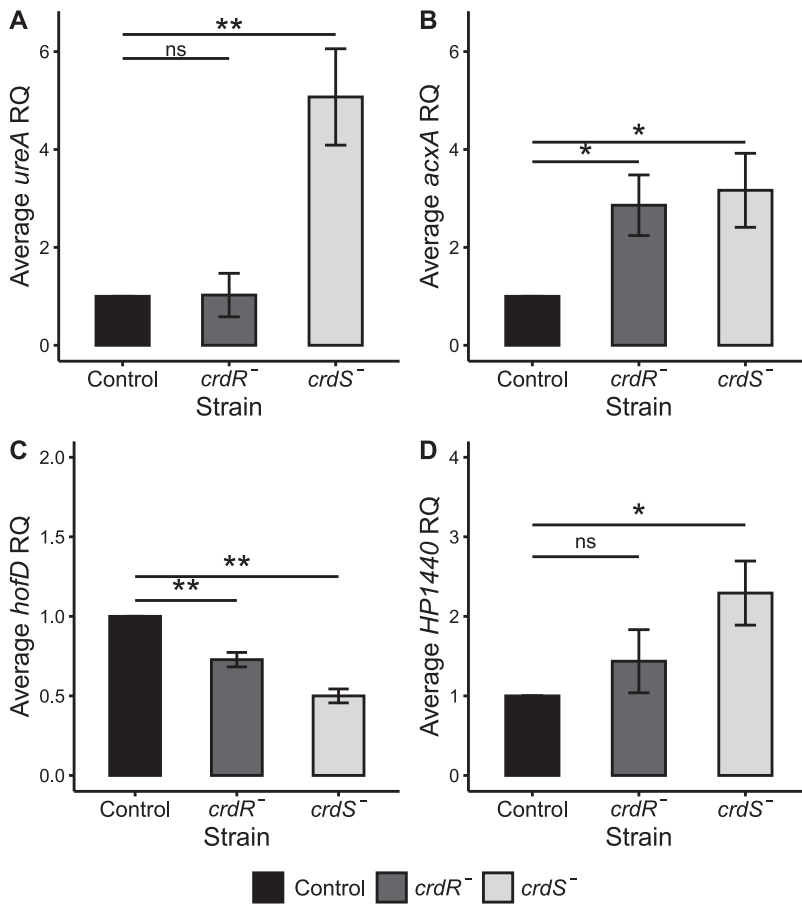 A
Average ureA RQ
6
4
2
0
**
ns
Control crdR⁻ crdS⁻
Strain
B
Average acxA RQ
6
4
2
0
*
*
Control crdR⁻ crdS⁻
Strain
C
Average hofD RQ
2.0
1.5
1.0
0.5
0.0
**
**
Control crdR⁻ crdS⁻
Strain
D
Average HP1440 RQ
4
3
2
1
0
*
ns
Control crdR⁻ crdS⁻
Strain
Control crdR⁻ crdS⁻